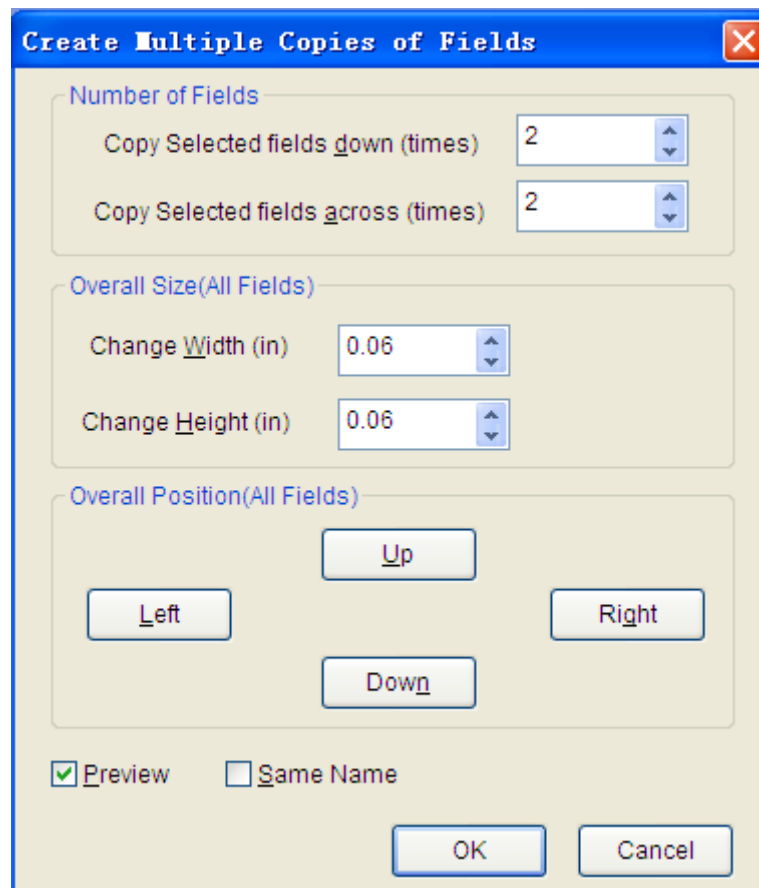 Create Multiple Copies of Fields
Number of Fields
Copy Selected fields down (times) 2
Copy Selected fields across (times) 2
Overall Size(All Fields)
Change Width (in) 0.06
Change Height (in) 0.06
Overall Position(All Fields)
Up
Left Right
Down
Preview Same Name
OK Cancel